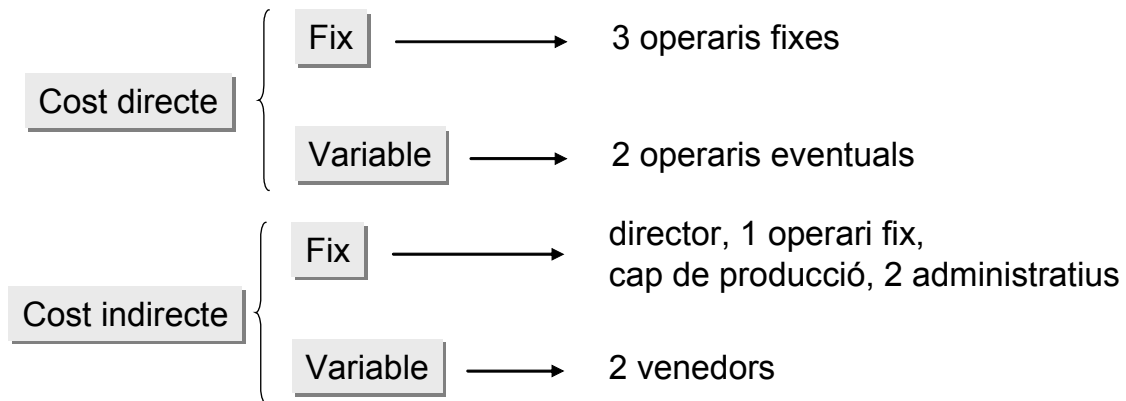 Fix
3 operaris fixes
Cost directe
Variable
2 operaris eventuals
Fix
director, 1 operari fix,
cap de producció, 2 administratius
Cost indirecte
Variable
2 venedors